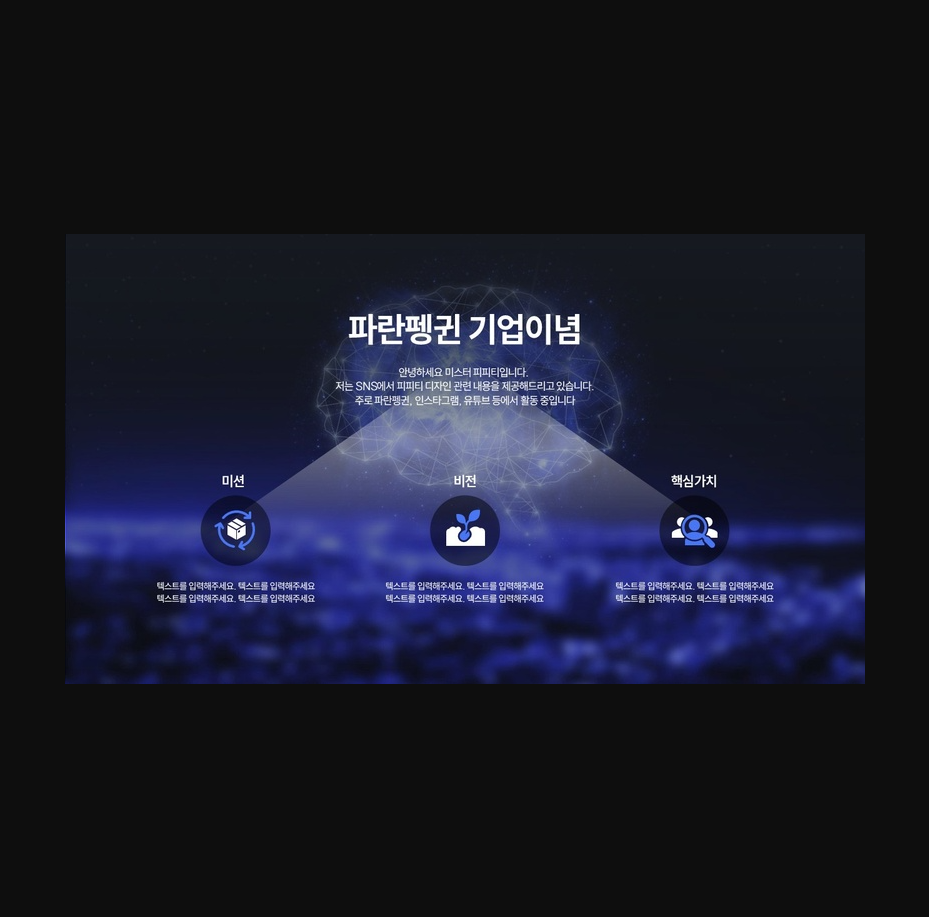 파란펭귄 기업이념
안녕하세요 미스터 피피티입니다.
저는 SNS에서 피피티 디자인 관련 내용을 제공해드리고 있습니다.
주로 파란펭귄, 인스타그램, 유튜브 등에서 활동 중입니다
미션
비전
핵심가치
텍스트를 입력해주세요. 텍스트를 입력해주세요
텍스트를 입력해주세요. 텍스트를 입력해주세요
텍스트를 입력해주세요. 텍스트를 입력해주세요
텍스트를 입력해주세요. 텍스트를 입력해주세요
텍스트를 입력해주세요. 텍스트를 입력해주세요
텍스트를 입력해주세요. 텍스트를 입력해주세요